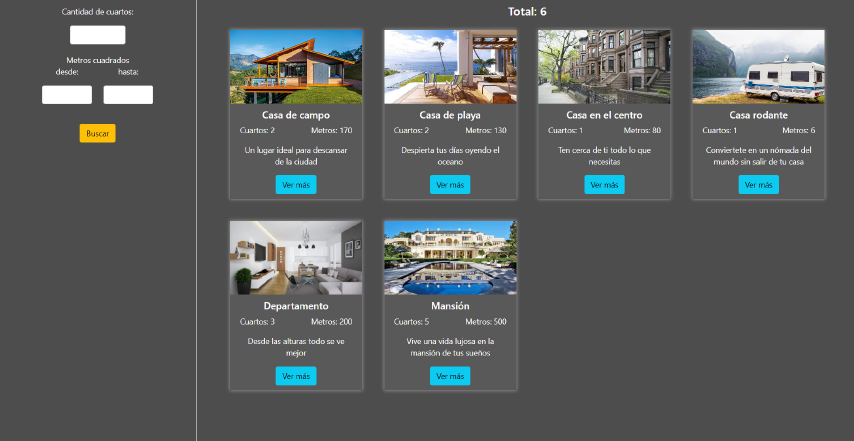 Cantidad de cuartos:
Metros cuadrados
desde: hasta:
Buscar
Total: 6
Casa de campo
Cuartos: 2 Metros: 170
Un lugar ideal para descansar
de la ciudad
Ver más
Casa de playa
Cuartos: 2 Metros: 130
Despierta tus días oyendo el
oceano
Ver más
Casa en el centro
Cuartos: 1 Metros: 80
Ten cerca de ti todo lo que
necesitas
Ver más
Casa rodante
Cuartos: 1 Metros: 6
Conviertete en un nómada del
mundo sin salir de tu casa
Ver más
Departamento
Cuartos: 3 Metros: 200
Desde las alturas todo se ve
mejor
Ver más
Mansión
Cuartos: 5 Metros: 500
Vive una vida lujosa en la
mansión de tus sueños
Ver más